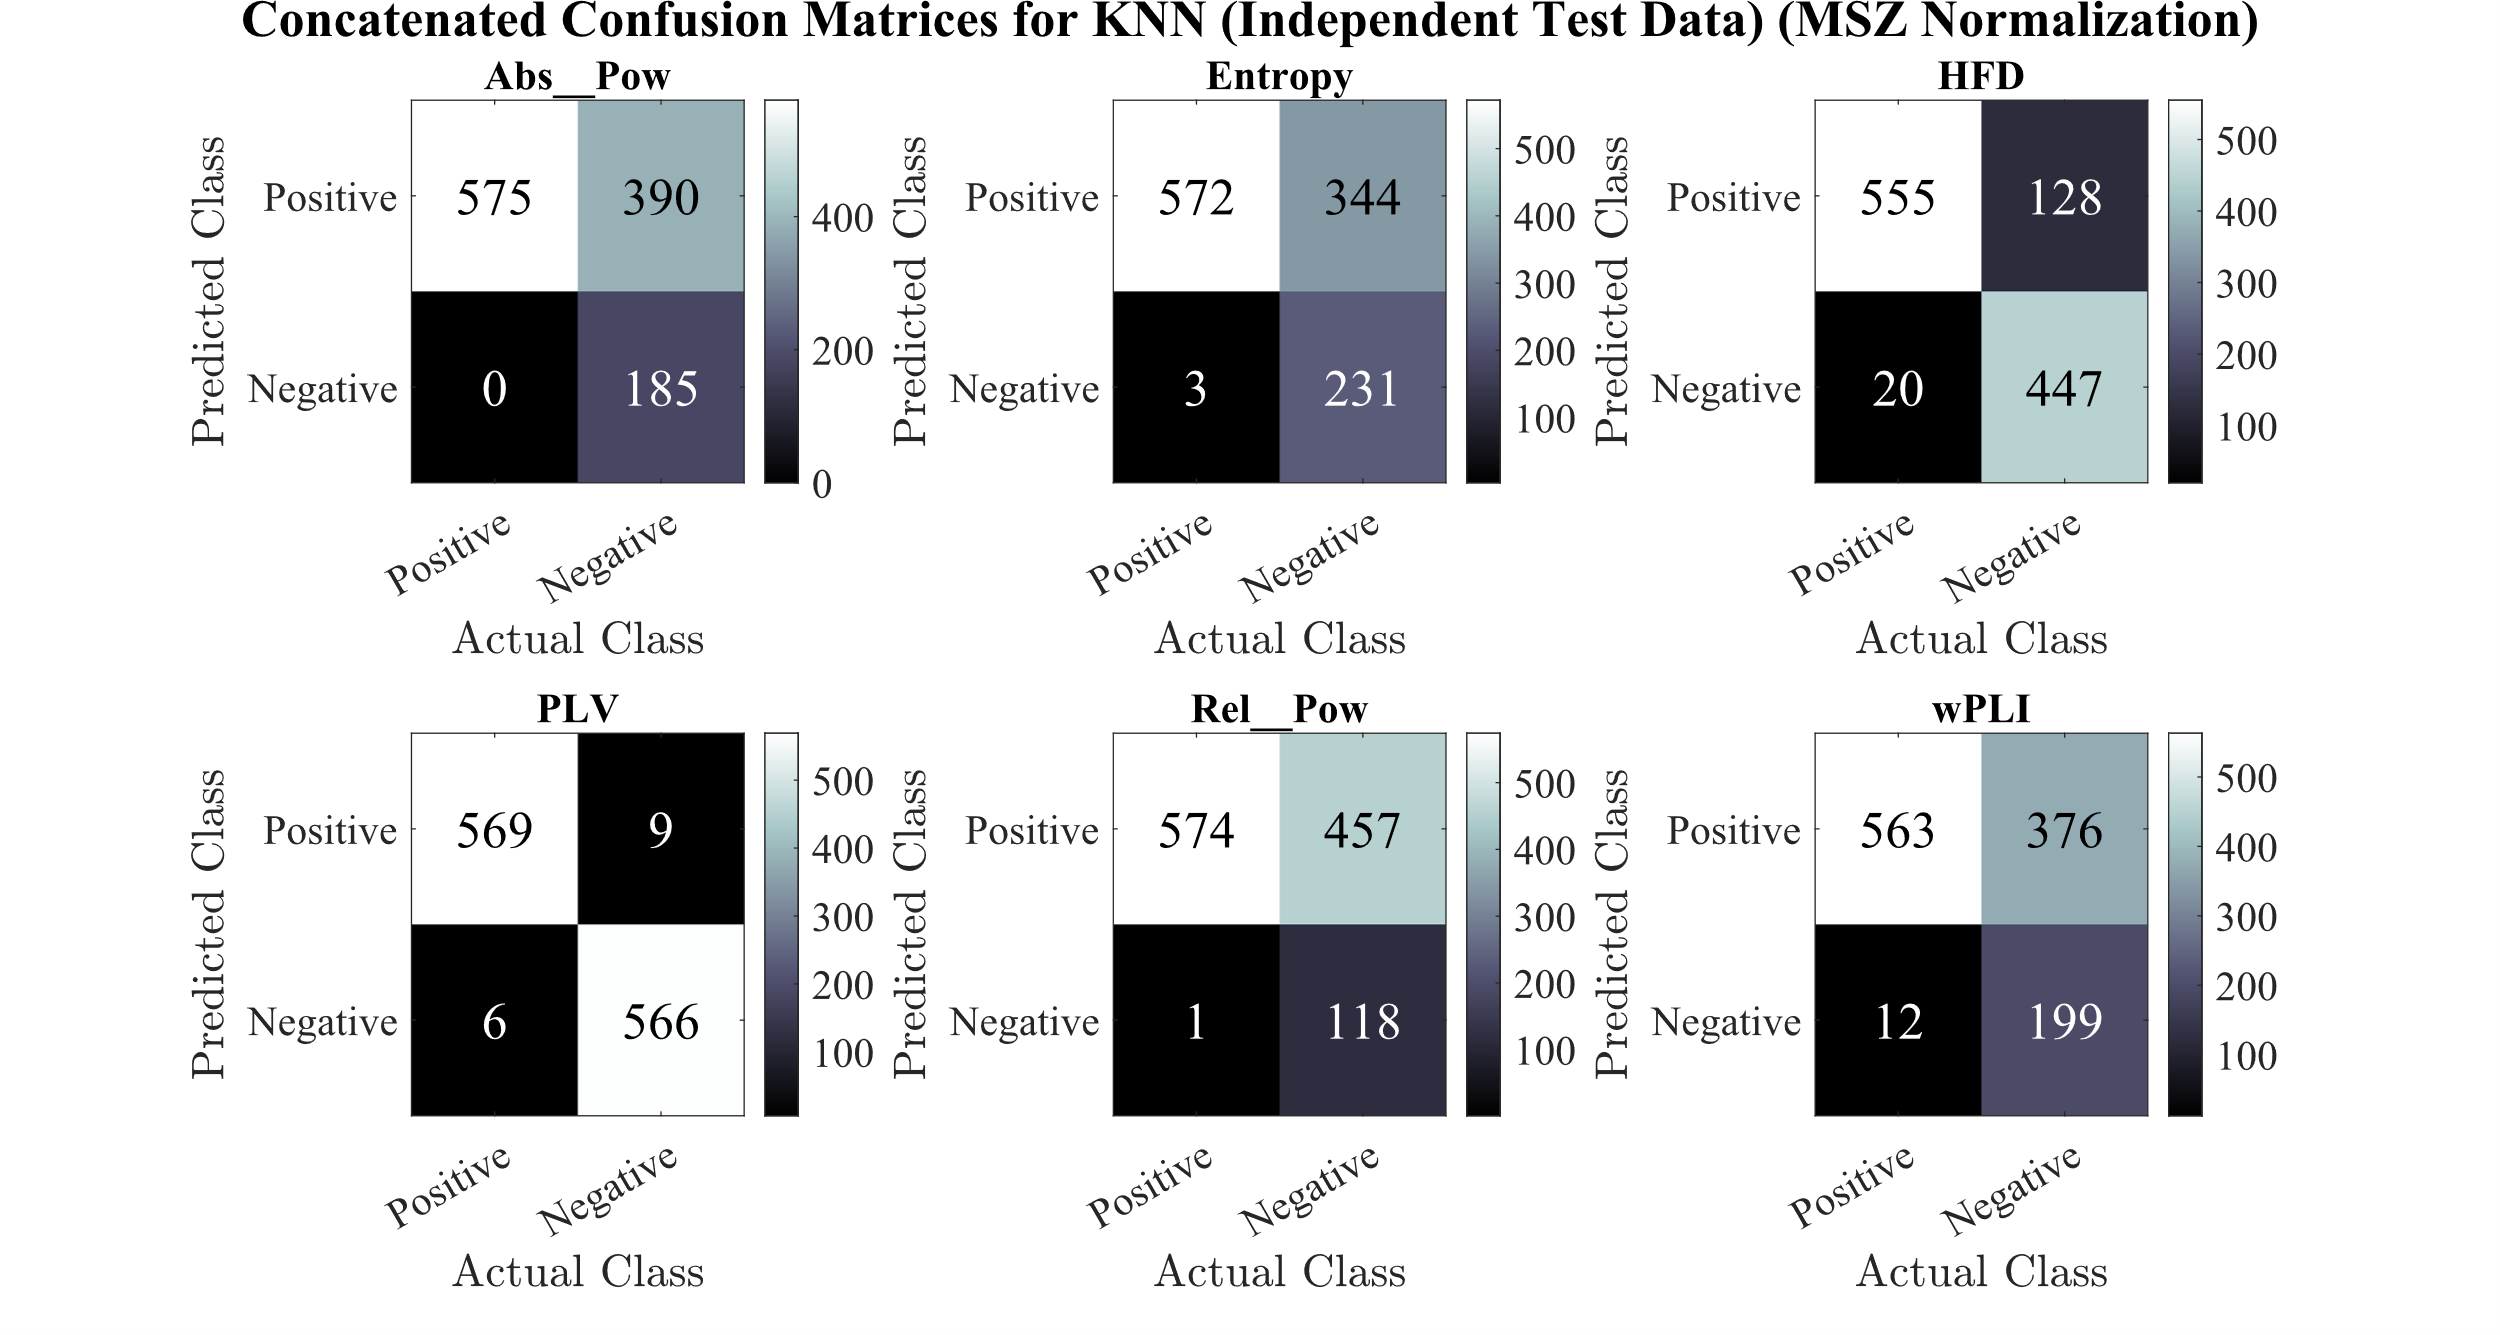 Concatenated Confusion Matrices for KNN (Independent Test Data) (MSZ Normalization)
Abs__Pow
Predicted Class
Positive
Negative
575
390
0
185
400
200
0
Positive
Negative
Actual Class
Entropy
Predicted Class
Positive
Negative
572
344
3
231
500
400
300
200
100
Positive
Negative
Actual Class
HFD
Predicted Class
Positive
Negative
555
128
20
447
500
400
300
200
100
Positive
Negative
Actual Class
PLV
Predicted Class
Positive
Negative
569
9
6
566
500
400
300
200
100
Positive
Negative
Actual Class
Rel__Pow
Predicted Class
Positive
Negative
574
457
1
118
500
400
300
200
100
Positive
Negative
Actual Class
wPLI
Predicted Class
Positive
Negative
563
376
12
199
500
400
300
200
100
Positive
Negative
Actual Class